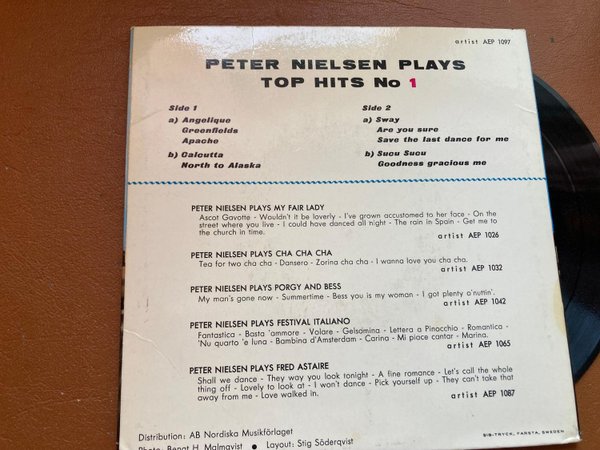 artist AEP 1097
PETER NIELSEN PLAYS
TOP HITS No 1
Side 1
a) Angelique
Greenfields
Apache
b) Calcutta
North to Alaska
Side 2
a) Sway
Are you sure
Save the last dance for me
b) Sucu Sucu
Goodness gracious me
PETER NIELSEN PLAYS MY FAIR LADY
Ascot Gavotte - Wouldn't it be loverly - I've grown accustomed to her face - On the
street where you live - I could have danced all night - The rain in Spain - Get me to
the church in time.
artist AEP 1026
PETER NIELSEN PLAYS CHA CHA CHA
Tea for two cha cha - Dansero - Zorina cha cha - I wanna love you cha cha.
artist AEP 1032
PETER NIELSEN PLAYS PORGY AND BESS
My man's gone now - Summertime - Bess you is my woman - I got plenty o'nuttin'.
artist AEP 1042
PETER NIELSEN PLAYS FESTIVAL ITALIANO
Fantastica - Basta 'ammore - Volare - Gelsomina - Lettera a Pinocchio - Romantica -
'Nu quarto 'e luna - Bambina d'Amsterdam - Carina - Mi piace cantar - Marina.
artist AEP 1065
PETER NIELSEN PLAYS FRED ASTAIRE
Shall we dance - They way you look tonight - A fine romance - Let's call the whole
thing off - Lovely to look at - I won't dance - Pick yourself up - They can't take that
away from me - Love walked in.
artist AEP 1087
Distribution: AB Nordiska Musikförlaget
Photo: Bengt H. Malmqvist • Layout: Stig Söderqvist
SIB-TRYCK, FARSTA, SWEDEN